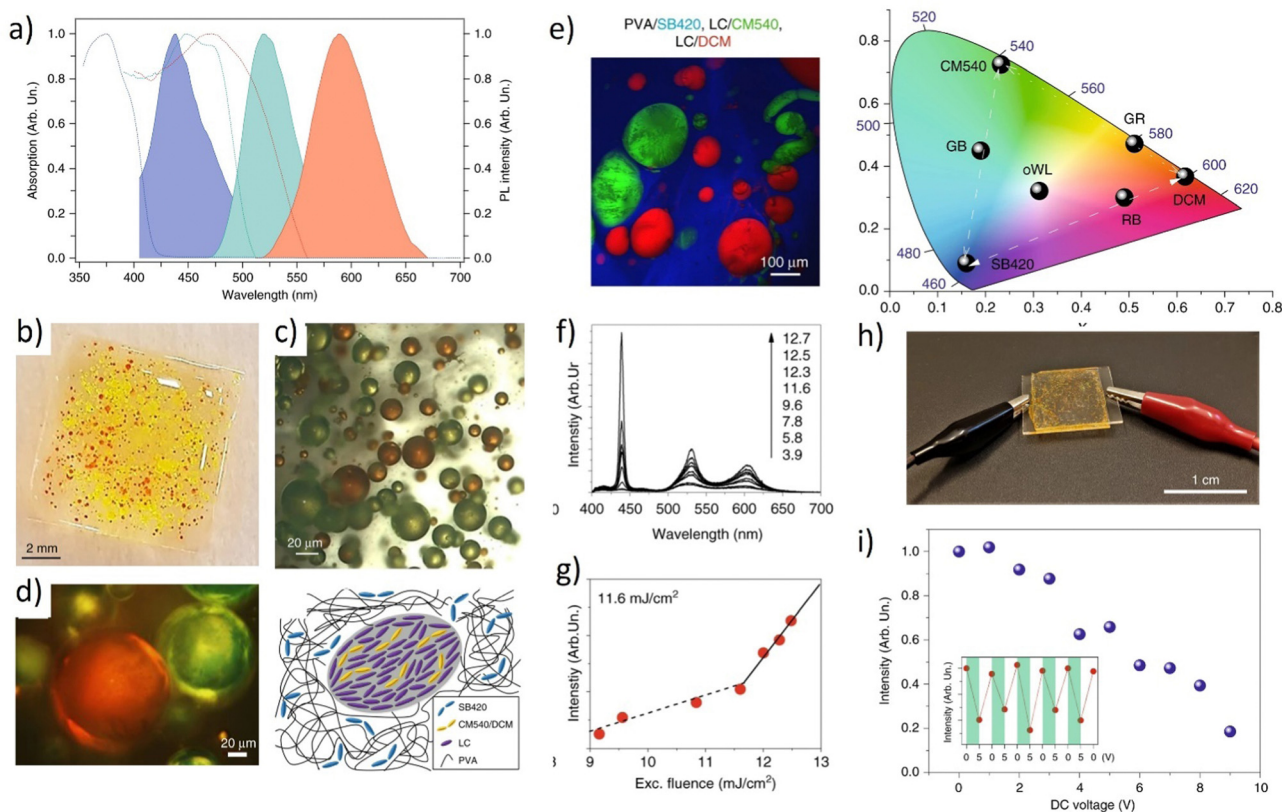 a)
Absorption (Arb. Un.)
1.0
0.8
0.6
0.4
0.2
0.0
PL intensity (Arb. Un.)
1.0
0.8
0.6
0.4
0.2
0.0
350 400 450 500 550 600 650 700
Wavelength (nm)
b)
2 mm
c)
20 μm
d)
20 μm
SB420
CM540/DCM
LC
PVA
e)
PVA/SB420, LC/CM540,
LC/DCM
100 μm
520
540
560
580
600
620
500
480
460
CM540
GB
GR
oWL
RB
DCM
SB420
0.8
0.6
0.4
0.2
0.0
0.0 0.1 0.2 0.3 0.4 0.5 0.6 0.7 0.8
f)
Intenstiy (Arb.Ur
12.7
12.5
12.3
11.6
9.6
7.8
5.8
3.9
400 450 500 550 600 650 700
Wavelength (nm)
g)
11.6 mJ/cm²
Intenstiy (Arb.Un.)
9 10 11 12 13
Exc. fluence (mJ/cm²)
h)
1 cm
i)
Intensity (Arb. Un.)
1.0
0.8
0.6
0.4
0.2
0.0
Intensity (Arb. Un.)
0 5 0 5 0 5 0 5 0 5 0 (V)
0 2 4 6 8 10
DC voltage (V)